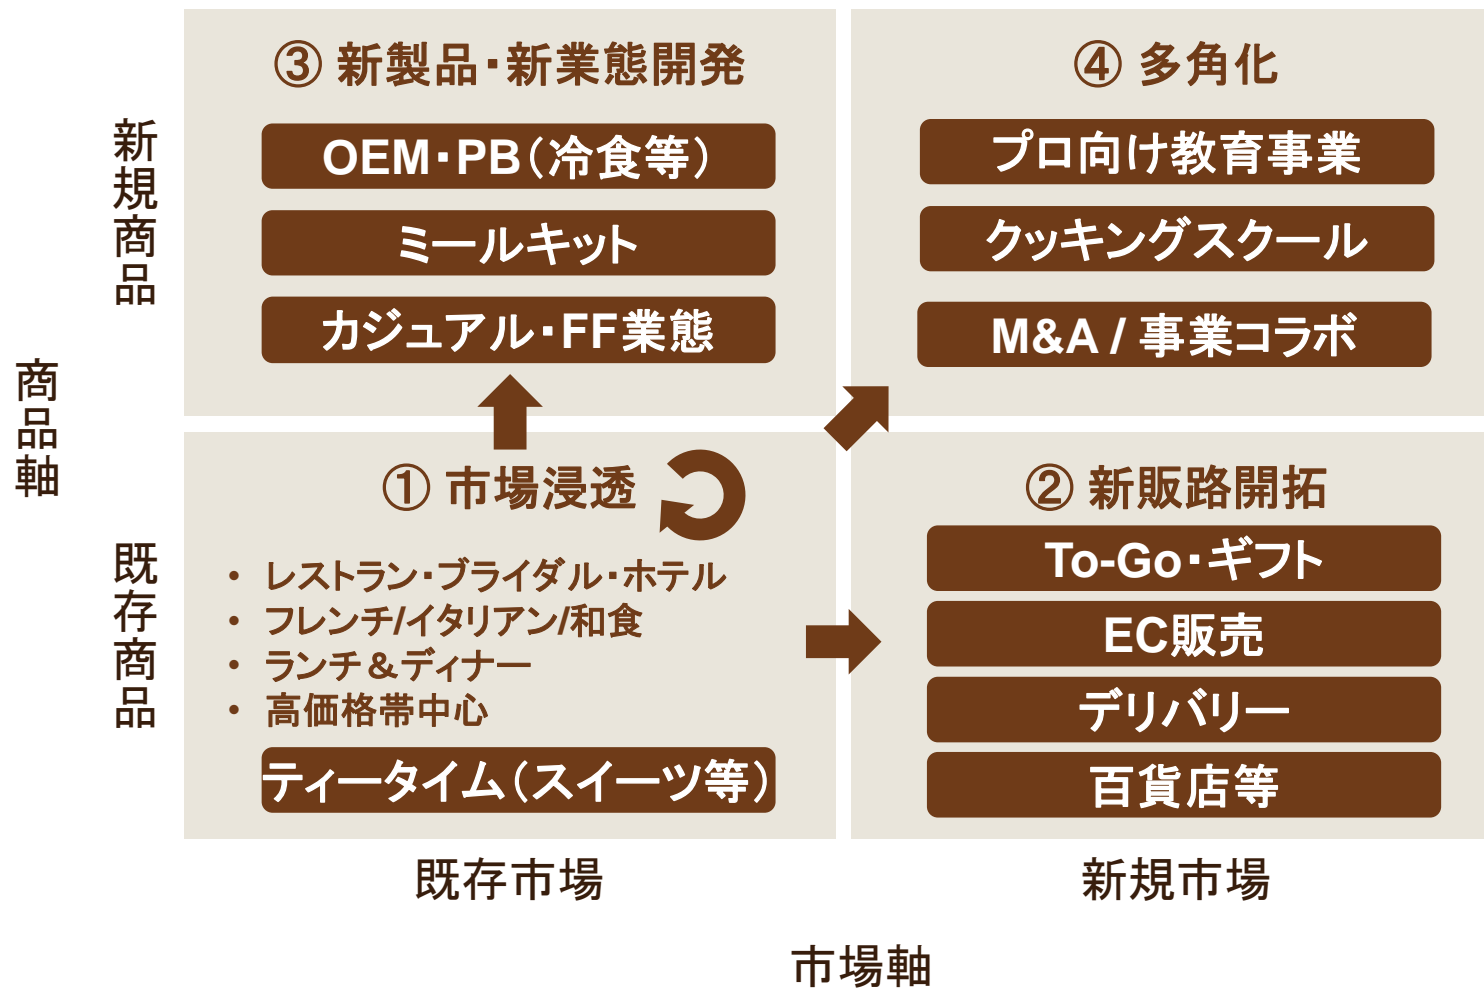 ③ 新製品・新業態開発
OEM・PB（冷食等）
ミールキット
カジュアル・FF業態
④ 多角化
プロ向け教育事業
クッキングスクール
M&A / 事業コラボ
新規商品
商品軸
既存商品
① 市場浸透
• レストラン・ブライダル・ホテル
• フレンチ/イタリアン/和食
• ランチ＆ディナー
• 高価格帯中心
ティータイム（スイーツ等）
② 新販路開拓
To-Go・ギフト
EC販売
デリバリー
百貨店等
既存市場
新規市場
市場軸